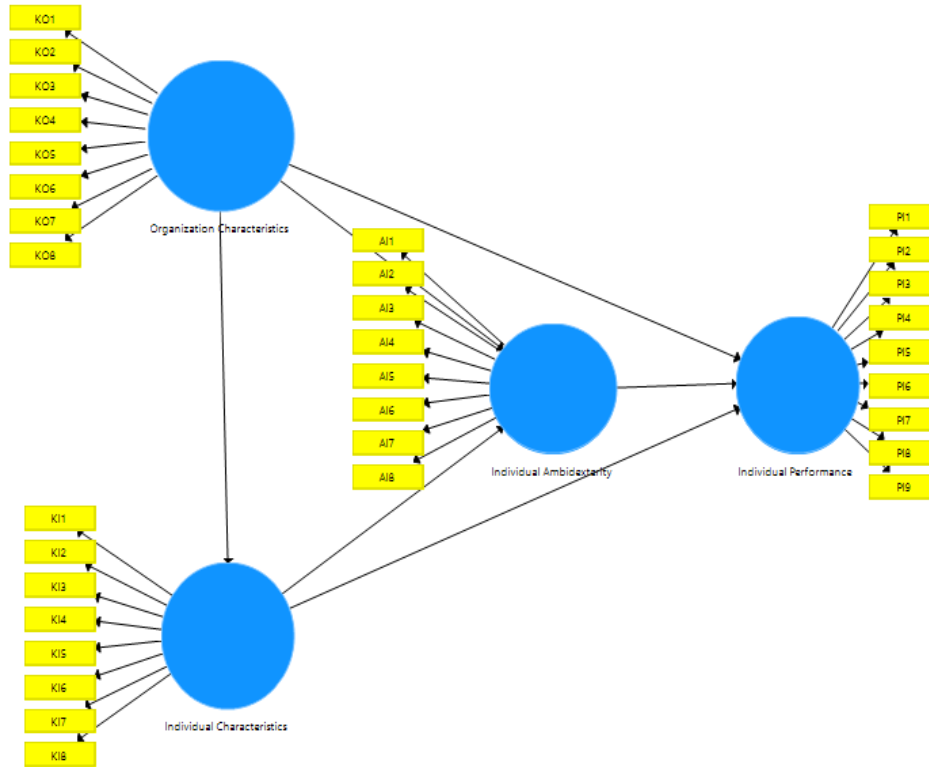 KO1
KO2
KO3
KO4
KO5
KO6
KO7
KO8
Organization Characteristics
AI1
AI2
AI3
AI4
AI5
AI6
AI7
AI8
Individual Ambidexterity
PI1
PI2
PI3
PI4
PI5
PI6
PI7
PI8
PI9
Individual Performance
KI1
KI2
KI3
KI4
KI5
KI6
KI7
KI8
Individual Characteristics